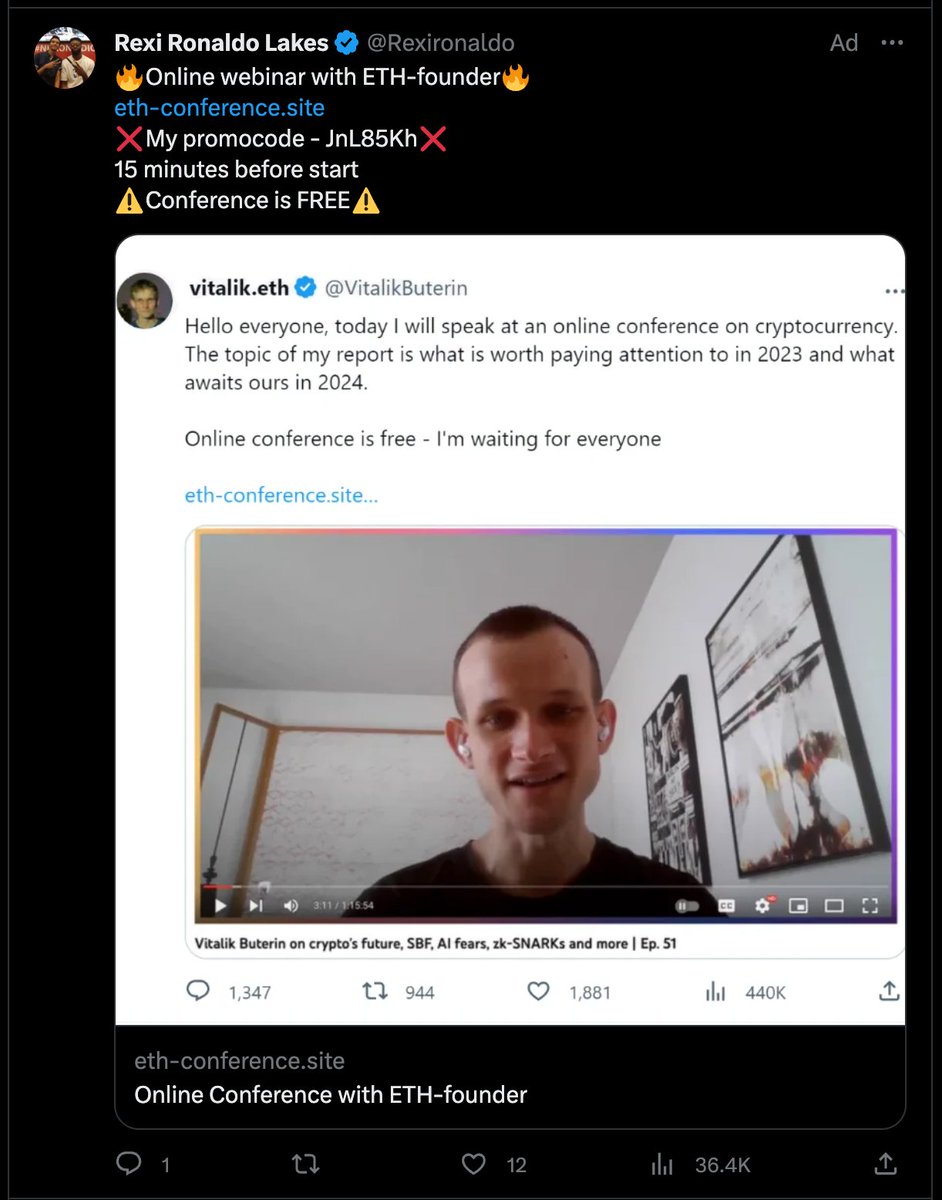 Rexi Ronaldo Lakes @Rexironaldo Ad
🔥Online webinar with ETH-founder🔥
eth-conference.site
❌My promocode - JnL85Kh❌
15 minutes before start
⚠️Conference is FREE⚠️
vitalik.eth @VitalikButerin
Hello everyone, today I will speak at an online conference on cryptocurrency.
The topic of my report is what is worth paying attention to in 2023 and what
awaits ours in 2024.
Online conference is free - I'm waiting for everyone
eth-conference.site...
3:11 / 1:15:54 CC
Vitalik Buterin on crypto's future, SBF, AI fears, zk-SNARKs and more | Ep. 51
1,347 944 1,881 440K
eth-conference.site
Online Conference with ETH-founder
1 12 36.4K